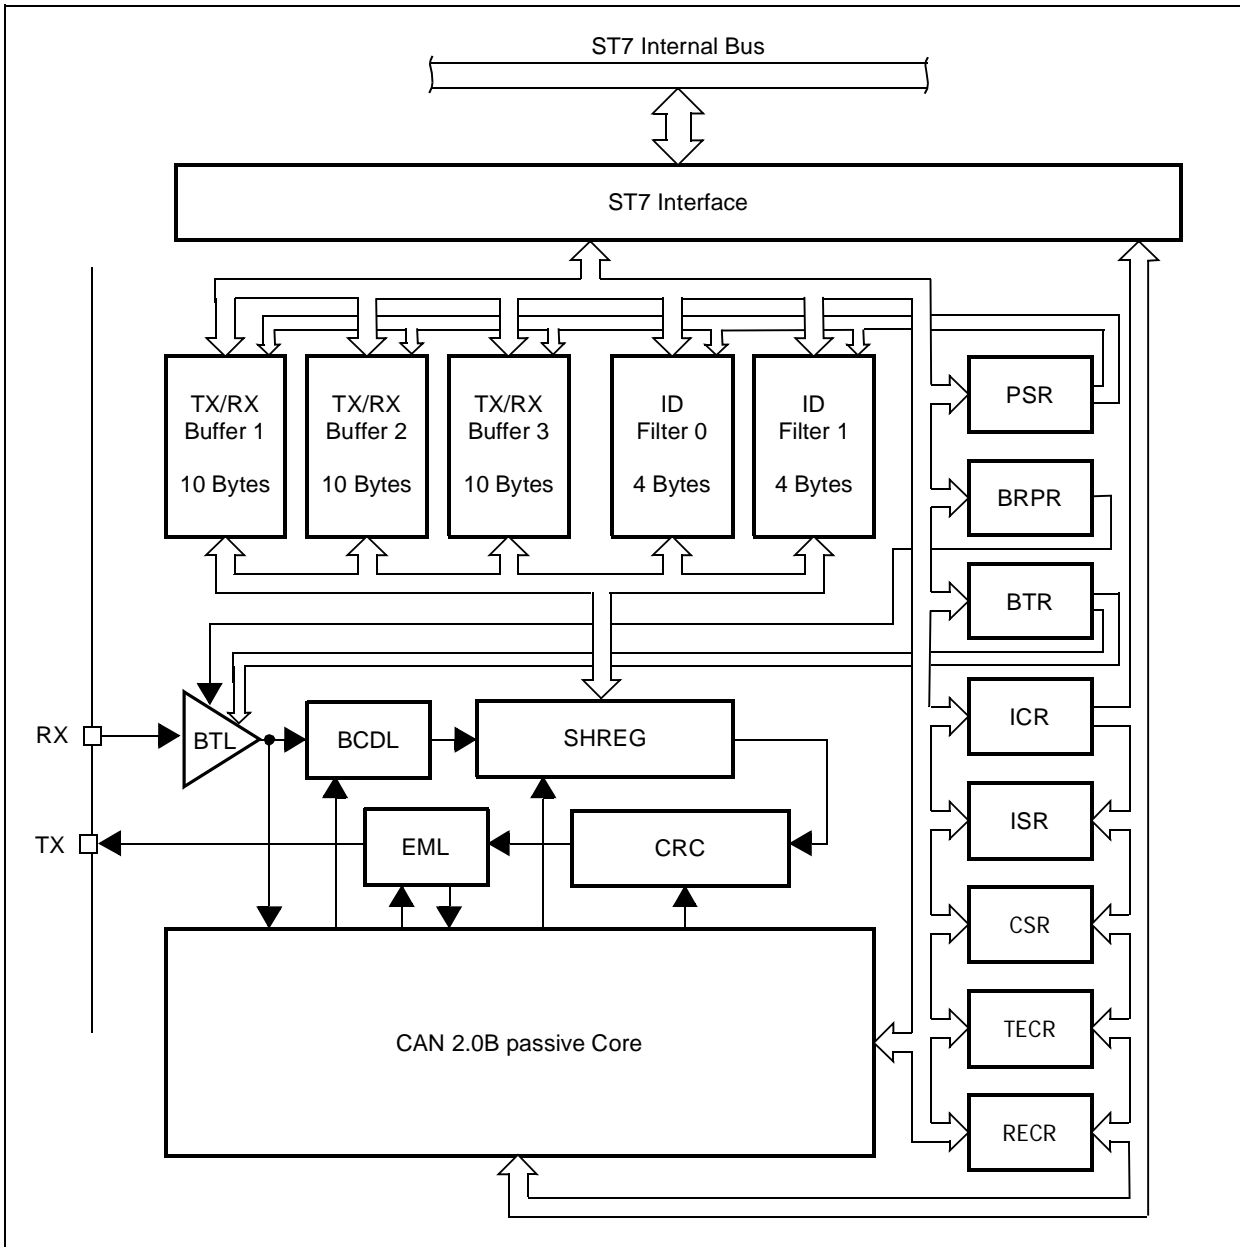 ST7 Internal Bus
ST7 Interface
TX/RX
Buffer 1
10 Bytes
TX/RX
Buffer 2
10 Bytes
TX/RX
Buffer 3
10 Bytes
ID
Filter 0
4 Bytes
ID
Filter 1
4 Bytes
PSR
BRPR
BTR
ICR
ISR
CSR
TECR
RECR
RX
BTL
BCDL
SHREG
TX
EML
CRC
CAN 2.0B passive Core